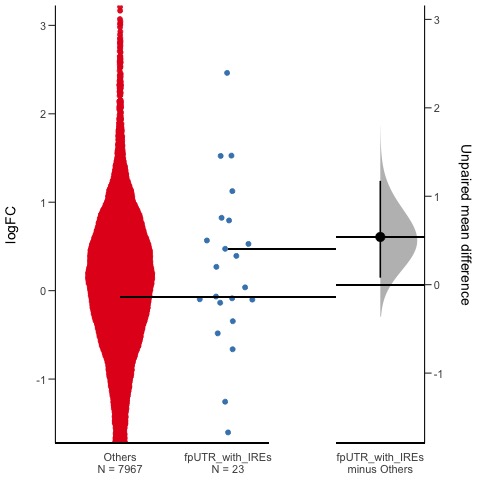 logFC
3
2
1
0
-1
Others
N = 7967
fpUTR_with_IREs
N = 23
3
2
1
0
-1
Unpaired mean difference
fpUTR_with_IREs
minus Others